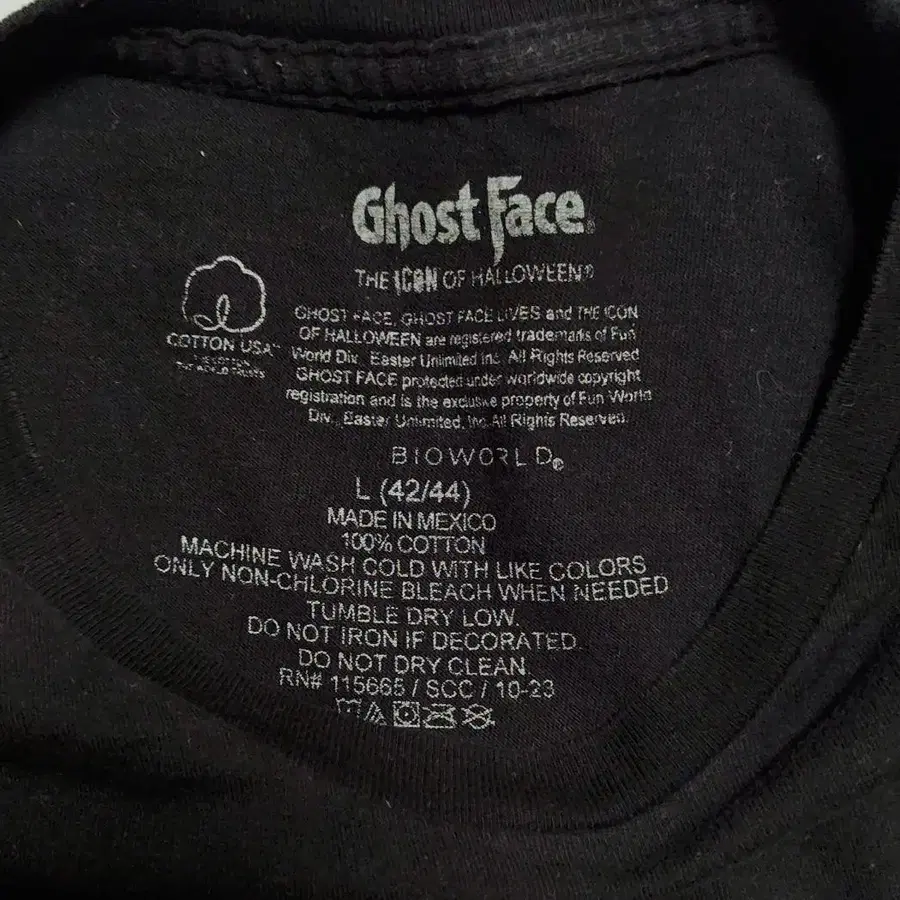 Ghost Face®
THE ICON OF HALLOWEEN®
COTTON USA™
GHOST FACE, GHOST FACE LIVES and THE ICON
OF HALLOWEEN are registered trademarks of Fun
World Div. Easter Unlimited Inc. All Rights Reserved
GHOST FACE protected under worldwide copyright
registration and is the exclusive property of Fun World
Div., Easter Unlimited, Inc. All Rights Reserved.
BIOWORLD®
L (42/44)
MADE IN MEXICO
100% COTTON
MACHINE WASH COLD WITH LIKE COLORS
ONLY NON-CHLORINE BLEACH WHEN NEEDED
TUMBLE DRY LOW.
DO NOT IRON IF DECORATED.
DO NOT DRY CLEAN.
RN# 115665 / SCC / 10-23